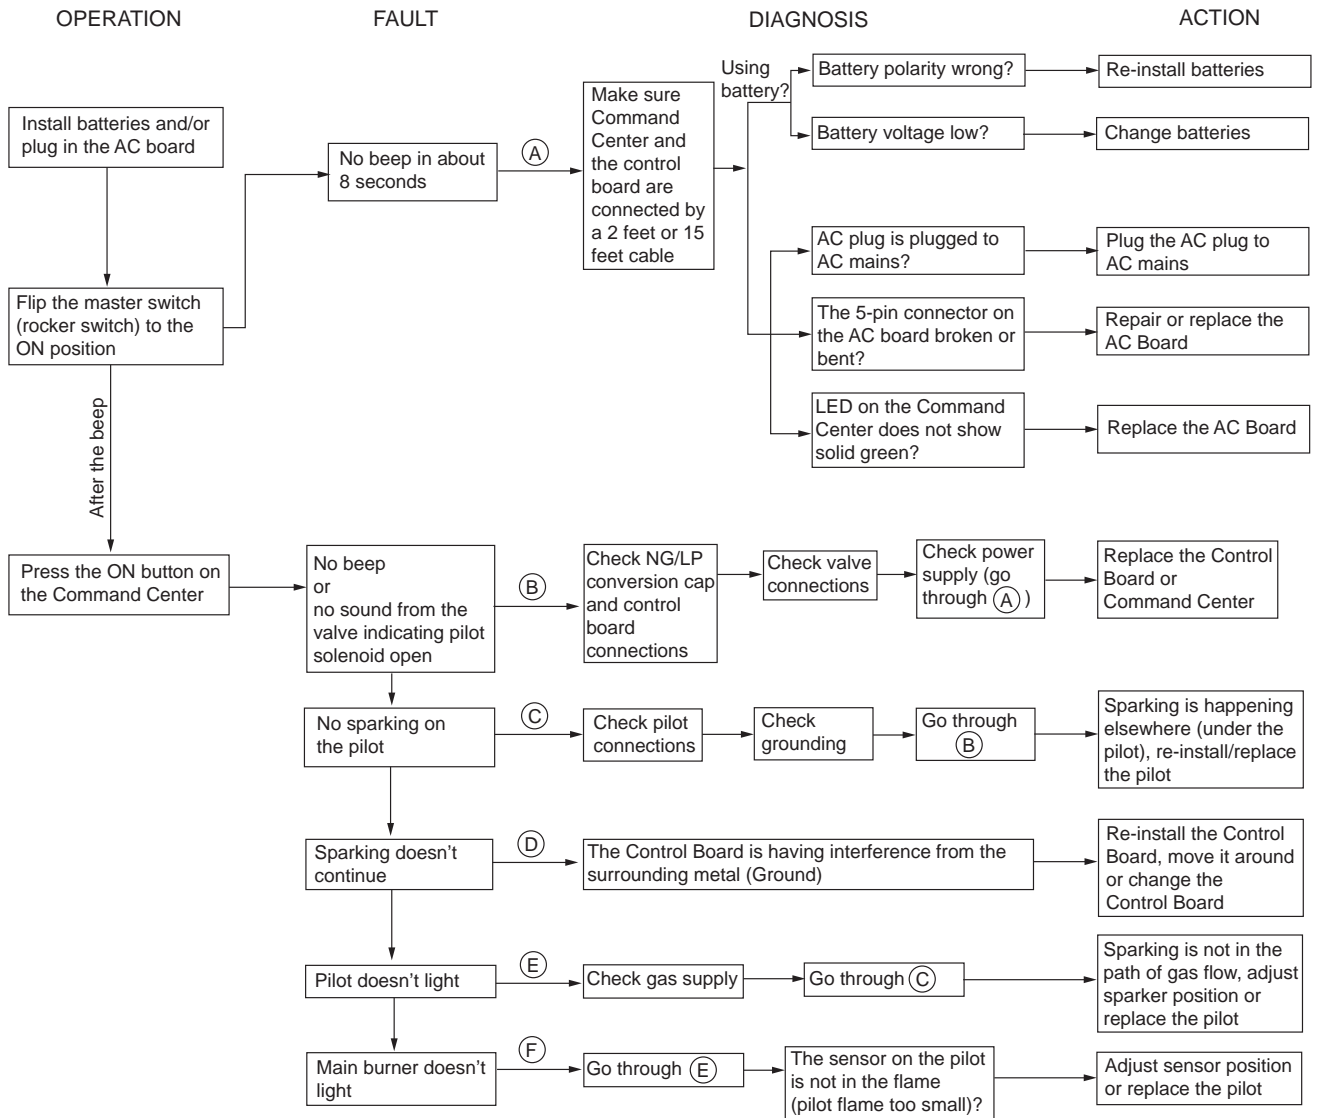 OPERATION
FAULT
DIAGNOSIS
ACTION
Install batteries and/or
plug in the AC board
Flip the master switch
(rocker switch) to the
ON position
After the beep
No beep in about
8 seconds
A
Make sure
Command
Center and
the control
board are
connected by
a 2 feet or 15
feet cable
Using
battery?
Battery polarity wrong?
Re-install batteries
Battery voltage low?
Change batteries
AC plug is plugged to
AC mains?
Plug the AC plug to
AC mains
The 5-pin connector on
the AC board broken or
bent?
Repair or replace the
AC Board
LED on the Command
Center does not show
solid green?
Replace the AC Board
Press the ON button on
the Command Center
No beep
or
no sound from the
valve indicating pilot
solenoid open
B
Check NG/LP
conversion cap
and control
board
connections
Check valve
connections
Check power
supply (go
through A )
Replace the Control
Board or
Command Center
No sparking on
the pilot
C
Check pilot
connections
Check
grounding
Go through
B
Sparking is happening
elsewhere (under the
pilot), re-install/replace
the pilot
Sparking doesn't
continue
D
The Control Board is having interference from the
surrounding metal (Ground)
Re-install the Control
Board, move it around
or change the
Control Board
Pilot doesn't light
E
Check gas supply
Go through C
Sparking is not in the
path of gas flow, adjust
sparker position or
replace the pilot
Main burner doesn't
light
F
Go through E
The sensor on the pilot
is not in the flame
(pilot flame too small)?
Adjust sensor position
or replace the pilot